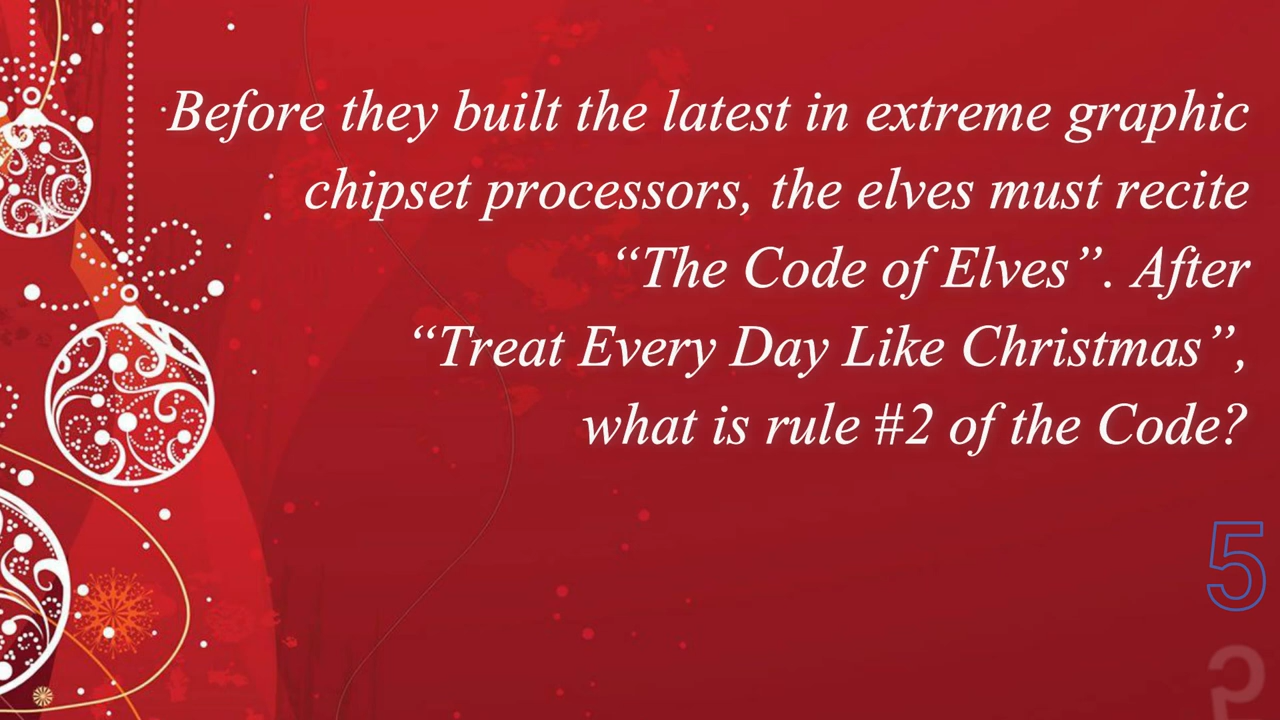 Before they built the latest in extreme graphic
chipset processors, the elves must recite
“The Code of Elves”. After
“Treat Every Day Like Christmas”,
what is rule #2 of the Code?
5